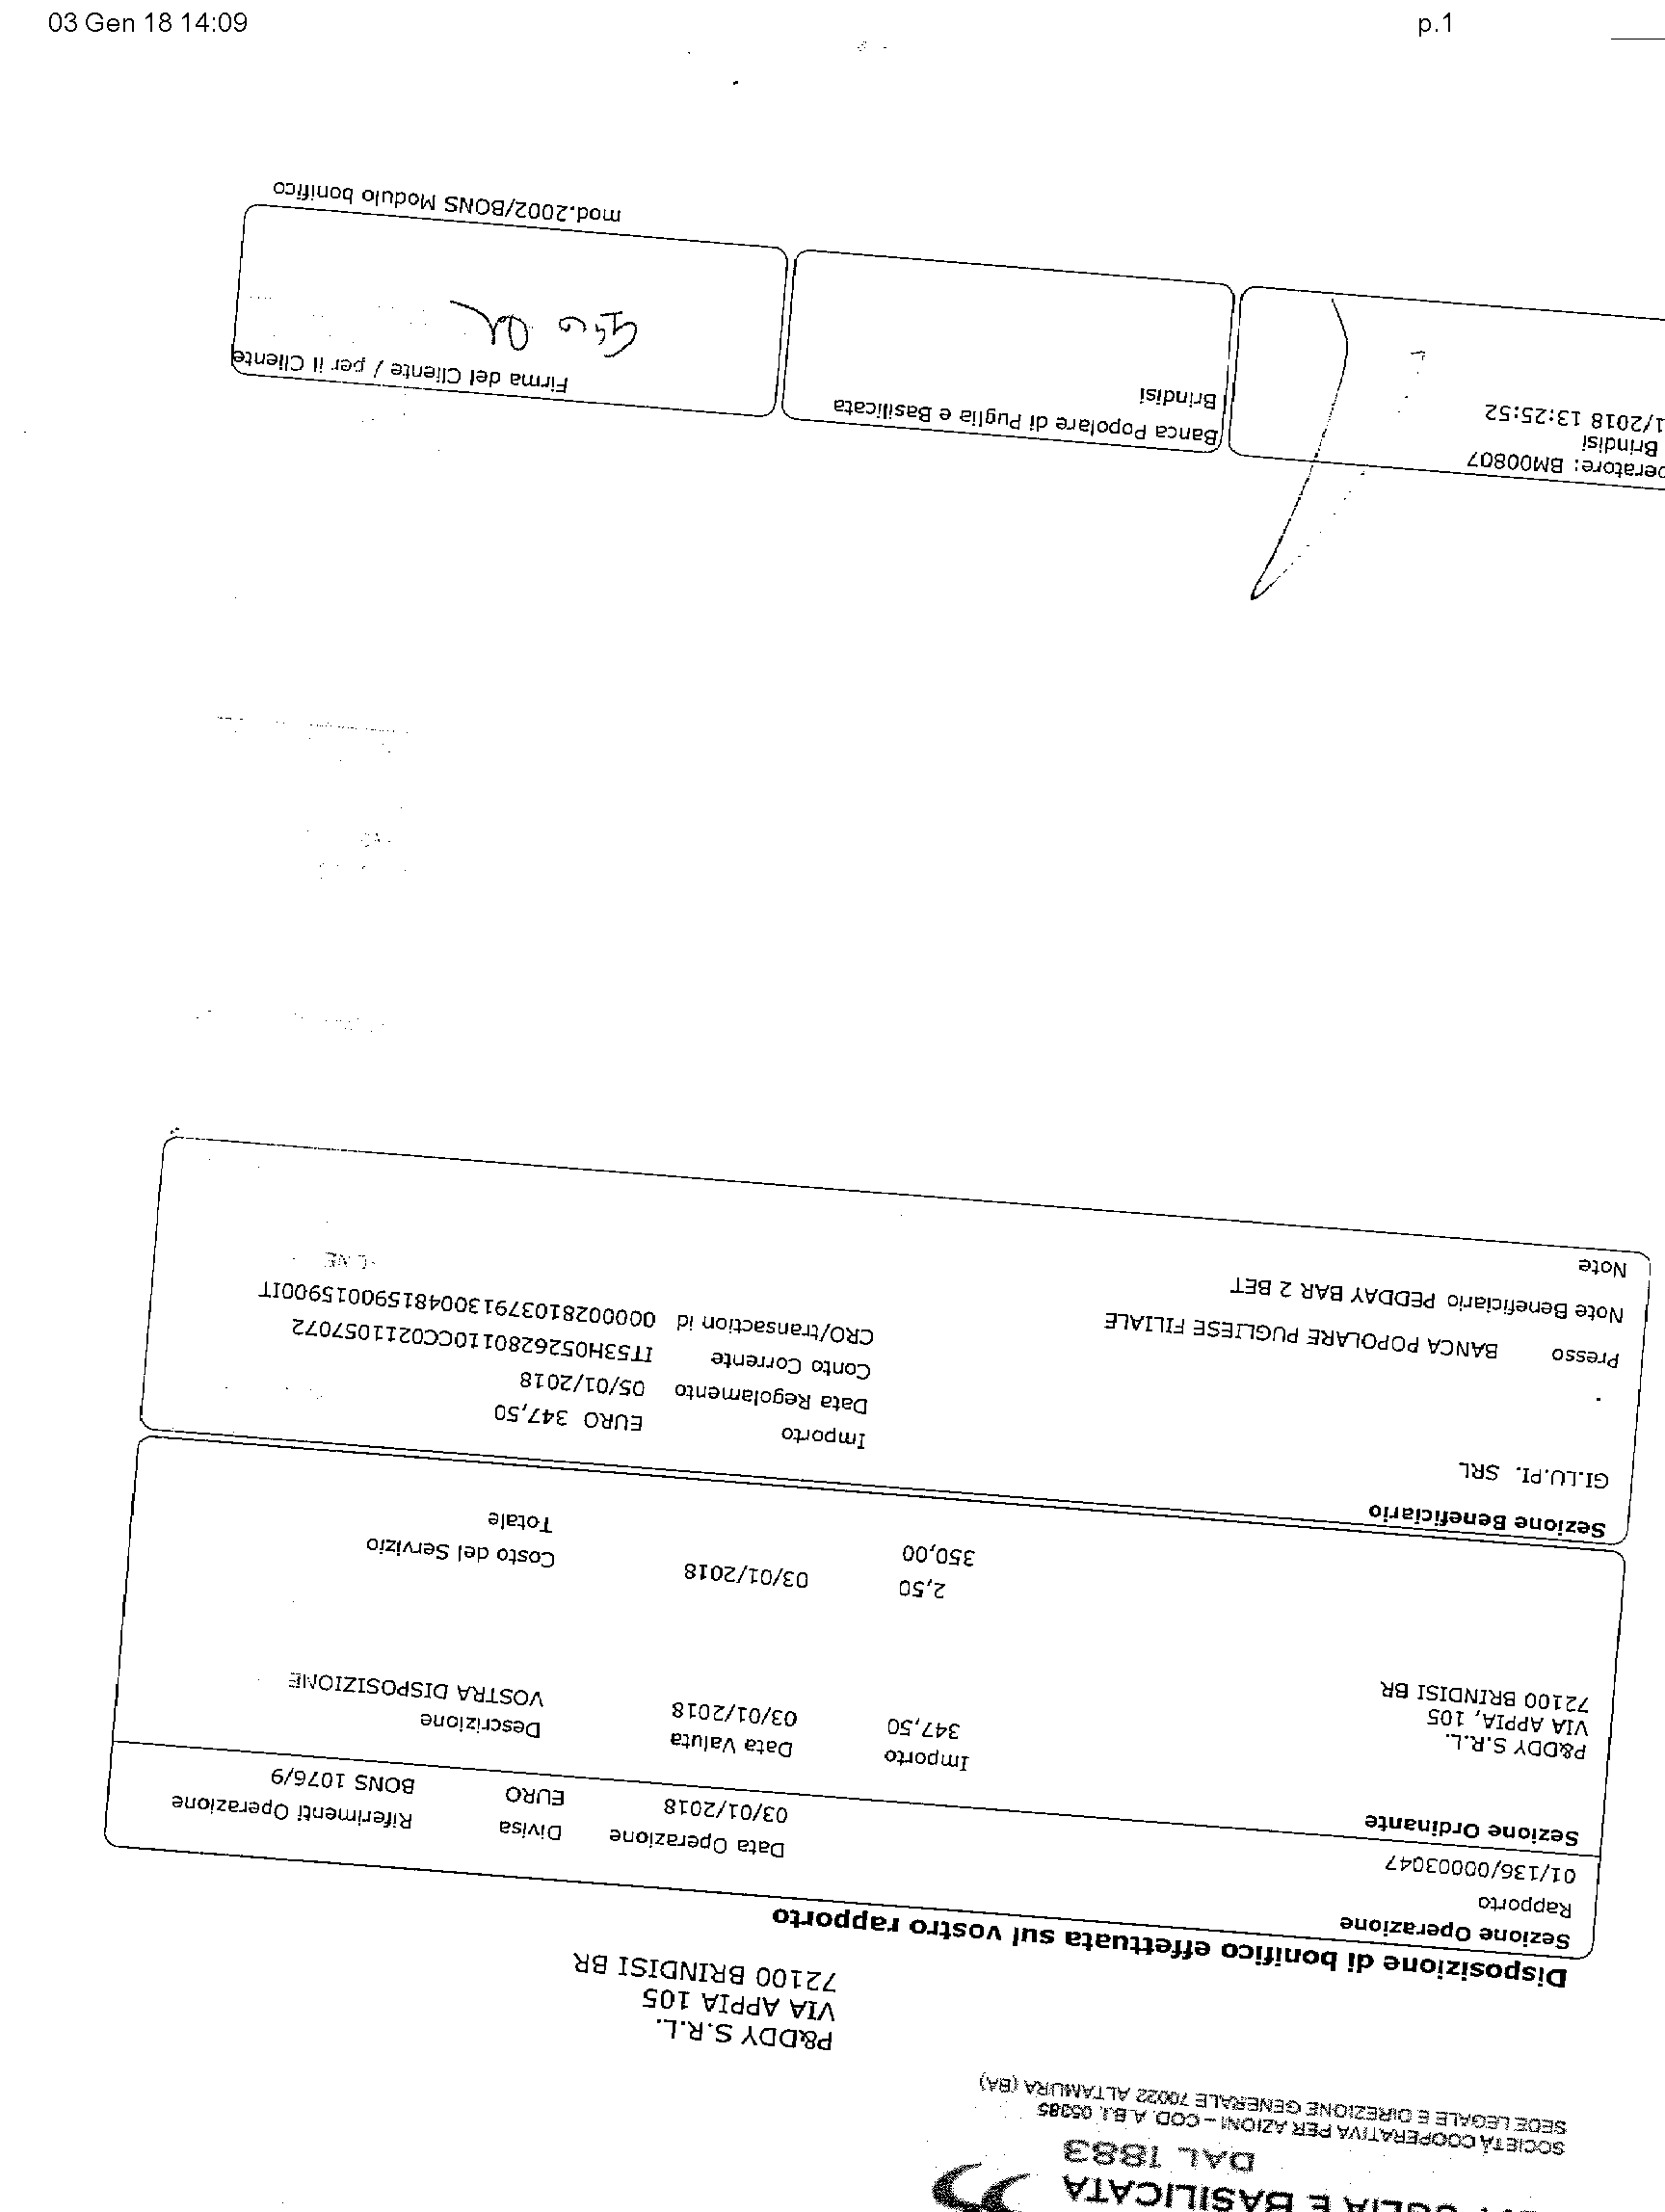 03 Gen 18 14:09
p.1
E BASILICATA
DAL 1883
SOCIETÀ COOPERATIVA PER AZIONI – COD. A.B.I. 05385
SEDE LEGALE E DIREZIONE GENERALE 70022 ALTAMURA (BA)
P&DDY S.R.L.
VIA APPIA 105
72100 BRINDISI BR
Disposizione di bonifico effettuata sul vostro rapporto
Sezione Operazione
Rapporto
01/136/00003047
Data Operazione Divisa Riferimenti Operazione
03/01/2018 EURO BONS 1076/9
Sezione Ordinante
P&DDY S.R.L.
VIA APPIA, 105
72100 BRINDISI BR
Importo Data Valuta Descrizione
347,50 03/01/2018 VOSTRA DISPOSIZIONE
2,50 03/01/2018 Costo del Servizio
350,00 Totale
Sezione Beneficiario
GI.LU.PI. SRL
Importo EURO 347,50
Data Regolamento 05/01/2018
Conto Corrente IT53H0526280110CC0211057072
CRO/transaction id 0000028103791300481590015900IT
Presso BANCA POPOLARE PUGLIESE FILIALE
Note Beneficiario PEDDAY BAR 2 BET
Note
peratore: BM00807
Brindisi
1/2018 13:25:52
Banca Popolare di Puglia e Basilicata
Brindisi
Firma del Cliente / per il Cliente
mod.2002/BONS Modulo bonifico